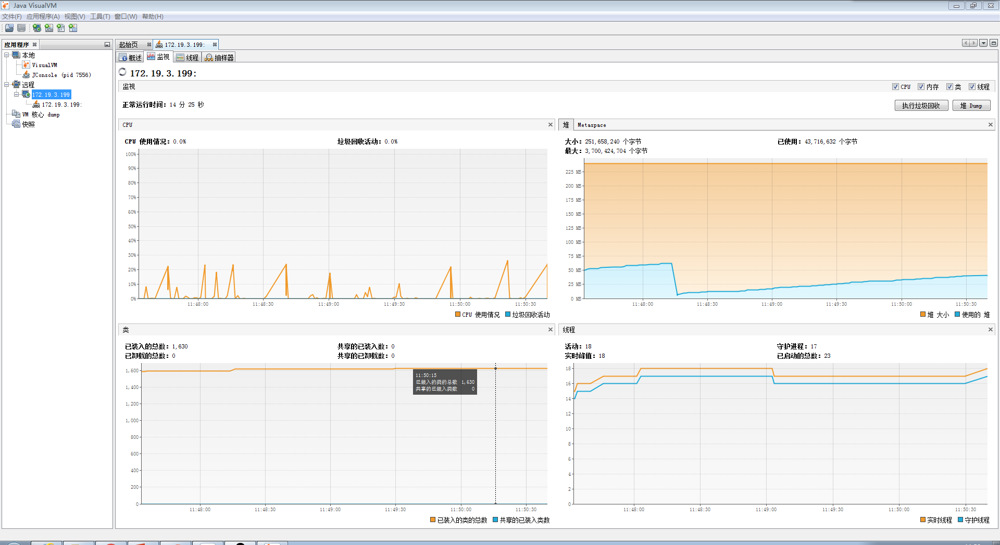 Java VisualVM
文件(F) 应用程序(A) 视图(V) 工具(T) 窗口(W) 帮助(H)
应用程序
本地
VisualVM
JConsole (pid 7556)
远程
172.19.3.199
172.19.3.199:
VM 核心 dump
快照
起始页 172.19.3.199:
概述 监视 线程 抽样器
172.19.3.199:
监视 CPU 内存 类 线程
正常运行时间: 14 分 25 秒 执行垃圾回收 堆 Dump
CPU
CPU 使用情况: 0.0% 垃圾回收活动: 0.0%
100%
90%
80%
70%
60%
50%
40%
30%
20%
10%
0%
11:48:00 11:48:30 11:49:00 11:49:30 11:50:00 11:50:30
CPU 使用情况 垃圾回收活动
堆 Metaspace
大小: 251,658,240 个字节 已使用: 43,716,632 个字节
最大: 3,700,424,704 个字节
225 MB
200 MB
175 MB
150 MB
125 MB
100 MB
75 MB
50 MB
25 MB
0 MB
11:48:00 11:48:30 11:49:00 11:49:30 11:50:00 11:50:30
堆 大小 使用的 堆
类
已装入的总数: 1,630 共享的已装入数: 0
已卸载的总数: 0 共享的已卸载数: 0
1,600
1,400
1,200
1,000
800
600
400
200
0
11:50:15
已装入的类的总数 1,630
共享的已装入类数 0
11:48:00 11:48:30 11:49:00 11:49:30 11:50:00 11:50:30
已装入的类的总数 共享的已装入类数
线程
活动: 18 守护进程: 17
实时峰值: 18 已启动的总数: 23
18
16
14
12
10
8
6
4
2
0
11:48:00 11:48:30 11:49:00 11:49:30 11:50:00 11:50:30
实时线程 守护线程